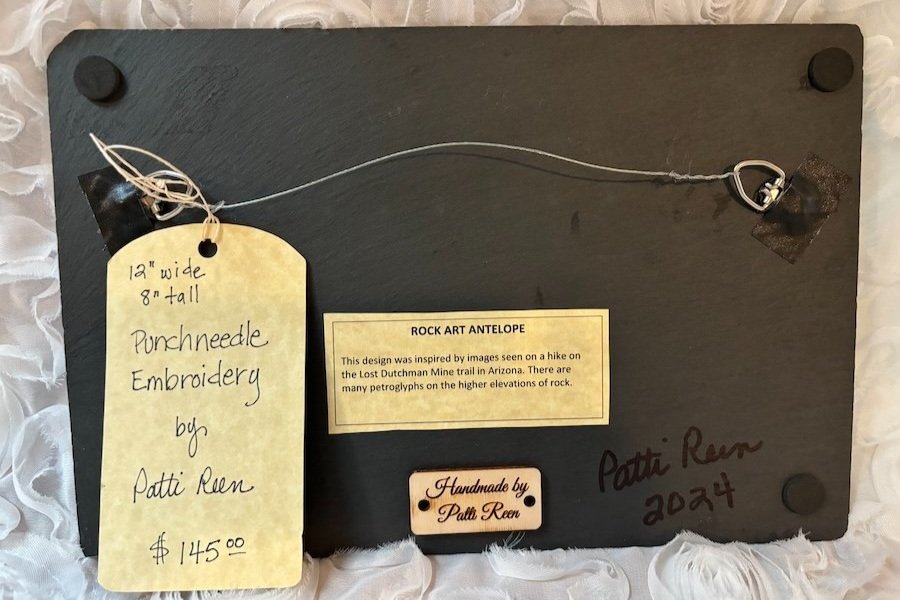 12" wide
8" tall
Punchneedle
Embroidery
by
Patti Reen
$ 145.00
ROCK ART ANTELOPE
This design was inspired by images seen on a hike on
the Lost Dutchman Mine trail in Arizona. There are
many petroglyphs on the higher elevations of rock.
Handmade by
Patti Reen
Patti Reen
2024